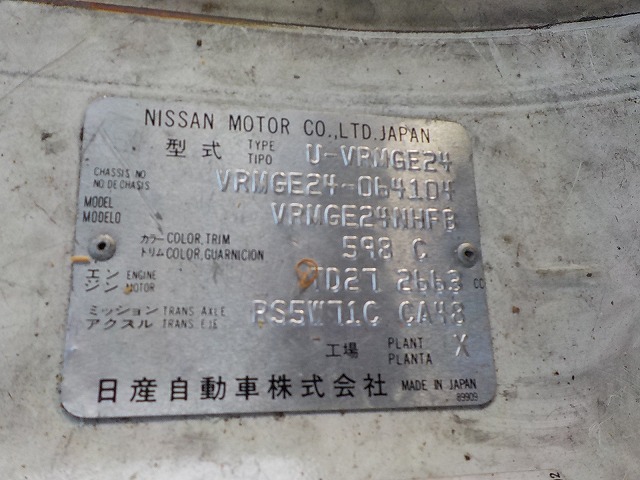 NISSAN MOTOR CO.,LTD.JAPAN
型式 TYPE TIPO U-VRMGE24
CHASSIS NO NO DE CHASIS VRMGE24-064104
MODEL MODELO VRMGE24NHFB
カラー COLOR,TRIM トリム COLOR,GUARNICION 598 C
エンジン ENGINE MOTOR TD27 2663 CC
ミッション TRANS AXLE アクスル TRANS EJE RS5W71C CA48
工場 PLANT PLANTA X
日産自動車株式会社 MADE IN JAPAN
89909